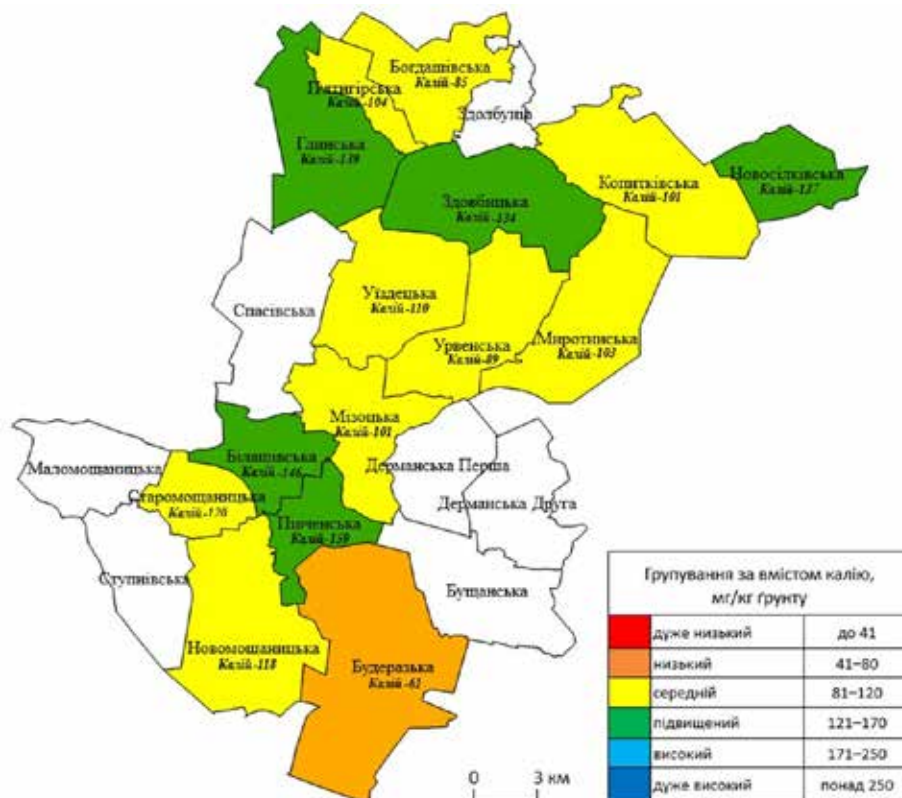 Богдашівська
Калій-85
П'ятигірська
Калій-104
Здолбунів
Глинська
Калій-139
Копитківська
Калій-101
Новосілківська
Калій-137
Здовбицька
Калій-134
Уїздецька
Калій-110
Спасівська
Урвенська
Калій-89
Миротинська
Калій-103
Мізоцька
Калій-101
Білашівська
Калій-146
Маломощаницька
Дерманська Перша
Старомощаницька
Калій-120
Дерманська Друга
Півченська
Калій-159
Ступнівська
Бущанська
Новомощаницька
Калій-118
Будеразька
Калій-61
0 3 км
Групування за вмістом калію,
мг/кг ґрунту
дуже низький до 41
низький 41–80
середній 81–120
підвищений 121–170
високий 171–250
дуже високий понад 250